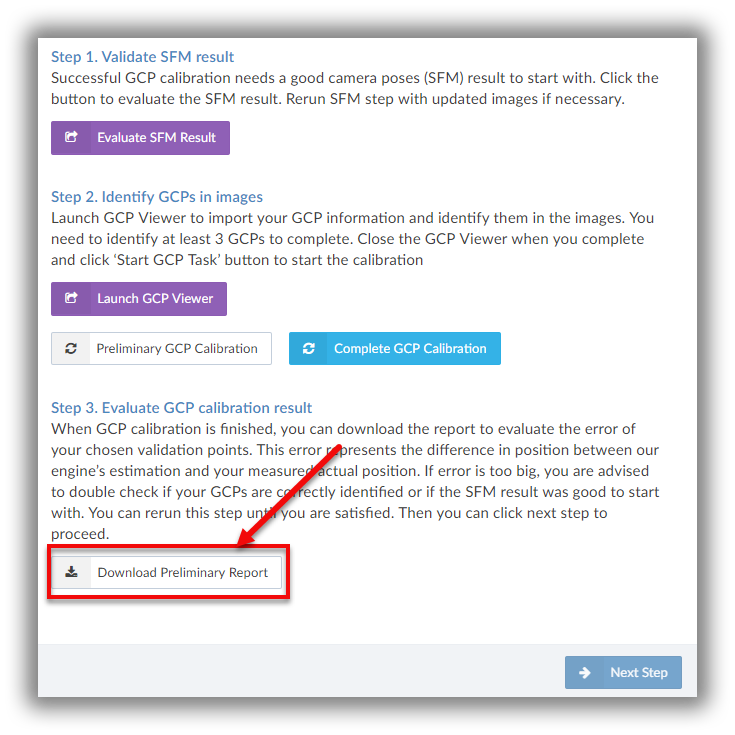 Step 1. Validate SFM result
Successful GCP calibration needs a good camera poses (SFM) result to start with. Click the
button to evaluate the SFM result. Rerun SFM step with updated images if necessary.
Evaluate SFM Result
Step 2. Identify GCPs in images
Launch GCP Viewer to import your GCP information and identify them in the images. You
need to identify at least 3 GCPs to complete. Close the GCP Viewer when you complete
and click ‘Start GCP Task’ button to start the calibration
Launch GCP Viewer
Preliminary GCP Calibration
Complete GCP Calibration
Step 3. Evaluate GCP calibration result
When GCP calibration is finished, you can download the report to evaluate the error of
your chosen validation points. This error represents the difference in position between our
engine’s estimation and your measured actual position. If error is too big, you are advised
to double check if your GCPs are correctly identified or if the SFM result was good to start
with. You can rerun this step until you are satisfied. Then you can click next step to
proceed.
Download Preliminary Report
Next Step